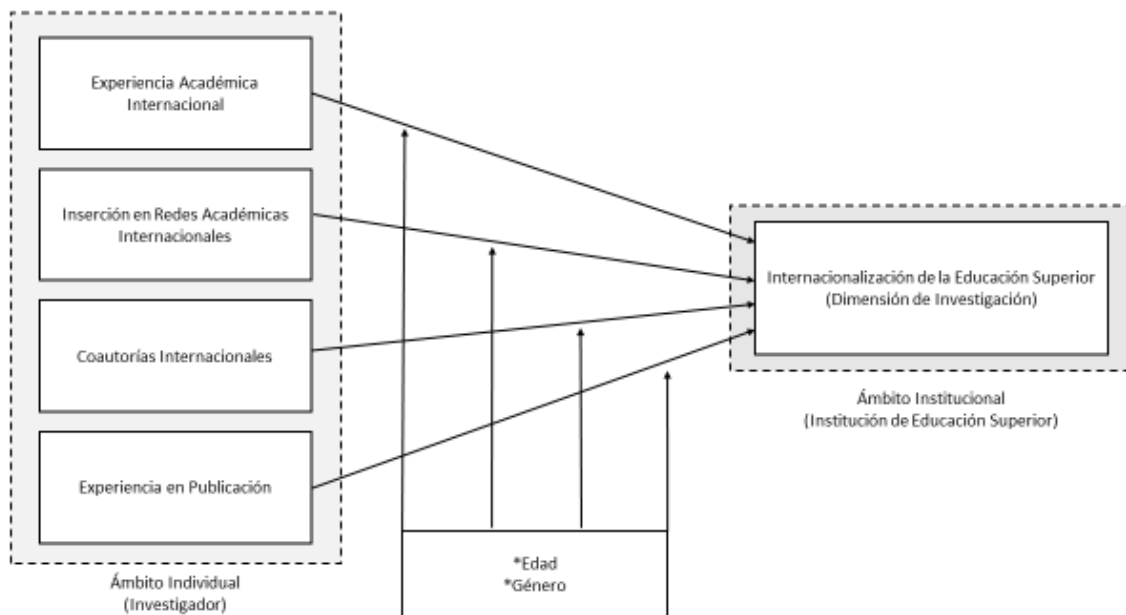 Experiencia Académica
Internacional
Inserción en Redes Académicas
Internacionales
Coautorías Internacionales
Experiencia en Publicación
Ámbito Individual
(Investigador)
*Edad
*Género
Internacionalización de la Educación Superior
(Dimensión de Investigación)
Ámbito Institucional
(Institución de Educación Superior)